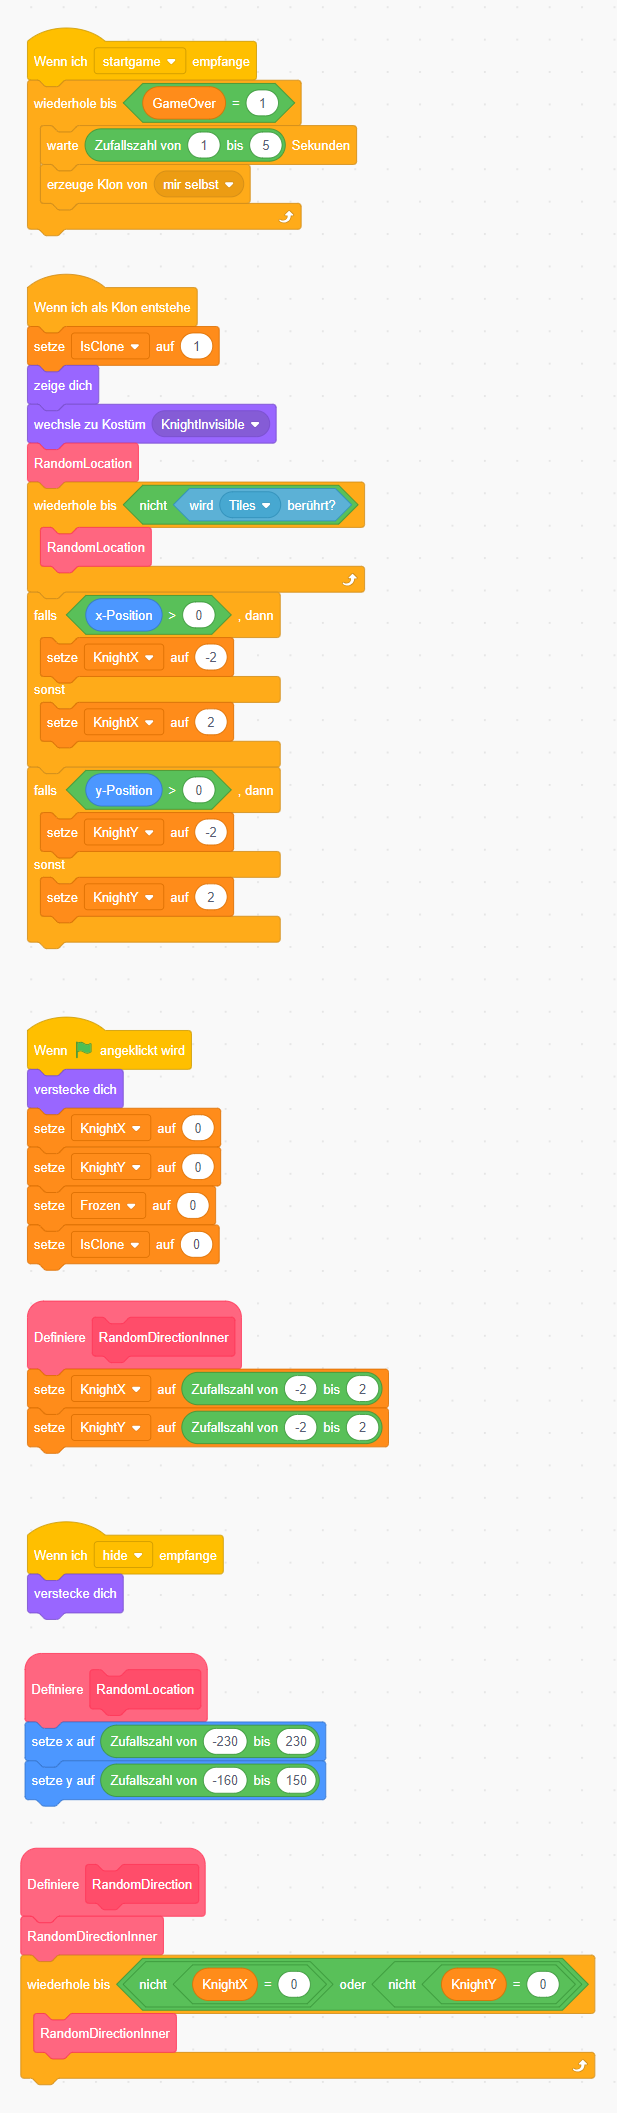 Wenn ich startgame empfange
wiederhole bis GameOver = 1
warte Zufallszahl von 1 bis 5 Sekunden
erzeuge Klon von mir selbst
Wenn ich als Klon entstehe
setze IsClone auf 1
zeige dich
wechsle zu Kostüm KnightInvisible
RandomLocation
wiederhole bis nicht wird Tiles berührt?
RandomLocation
falls x-Position > 0 , dann
setze KnightX auf -2
sonst
setze KnightX auf 2
falls y-Position > 0 , dann
setze KnightY auf -2
sonst
setze KnightY auf 2
Wenn angeklickt wird
verstecke dich
setze KnightX auf 0
setze KnightY auf 0
setze Frozen auf 0
setze IsClone auf 0
Definiere RandomDirectionInner
setze KnightX auf Zufallszahl von -2 bis 2
setze KnightY auf Zufallszahl von -2 bis 2
Wenn ich hide empfange
verstecke dich
Definiere RandomLocation
setze x auf Zufallszahl von -230 bis 230
setze y auf Zufallszahl von -160 bis 150
Definiere RandomDirection
RandomDirectionInner
wiederhole bis nicht KnightX = 0 oder nicht KnightY = 0
RandomDirectionInner